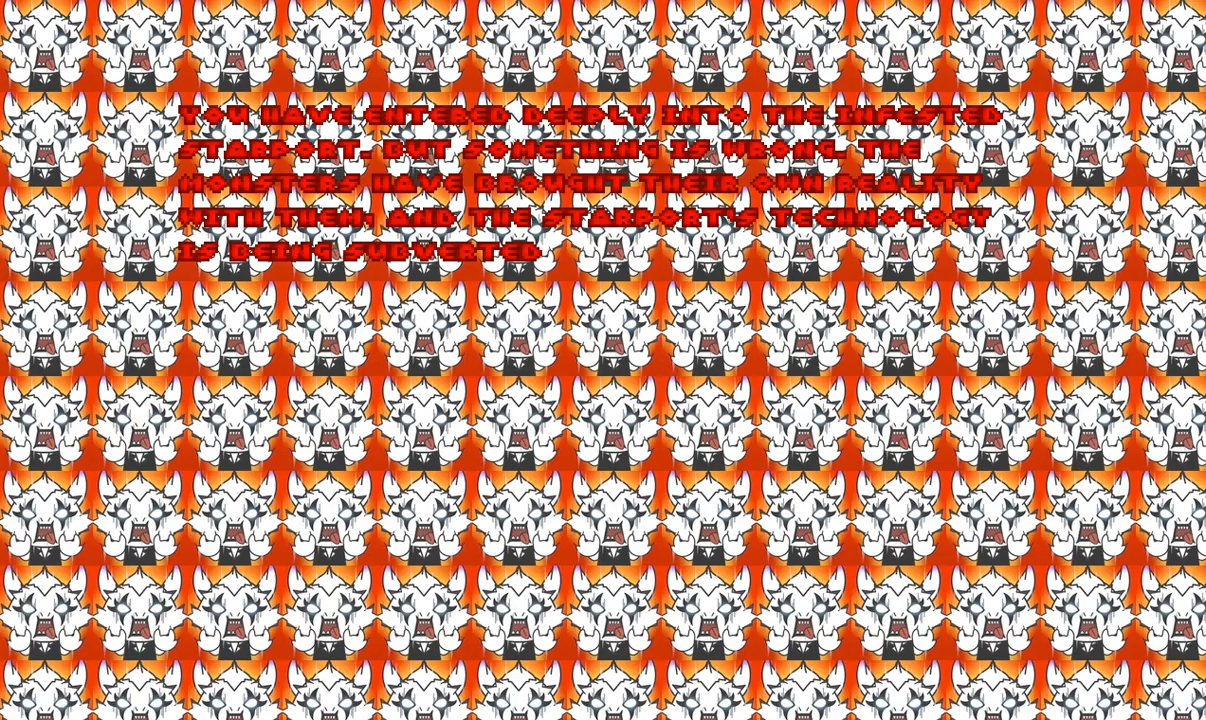 YOU HAVE ENTERED DEEPLY INTO THE INFESTED
STARPORT. BUT SOMETHING IS WRONG. THE
MONSTERS HAVE BROUGHT THEIR OWN REALITY
WITH THEM, AND THE STARPORT'S TECHNOLOGY
IS BEING SUBVERTED